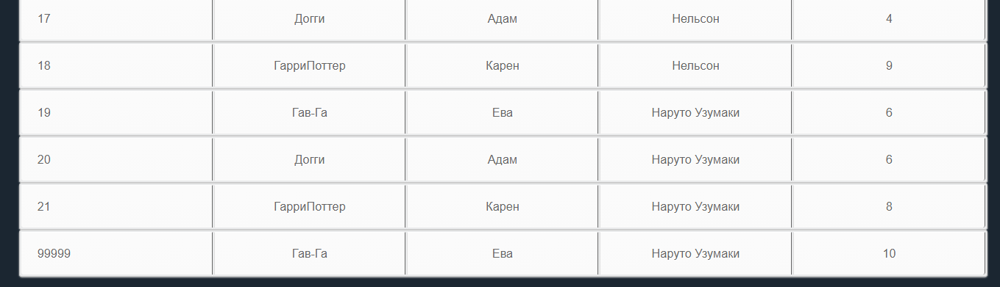 17 Догги Адам Нельсон 4
18 ГарриПоттер Карен Нельсон 9
19 Гав-Га Ева Наруто Узумаки 6
20 Догги Адам Наруто Узумаки 6
21 ГарриПоттер Карен Наруто Узумаки 8
99999 Гав-Га Ева Наруто Узумаки 10